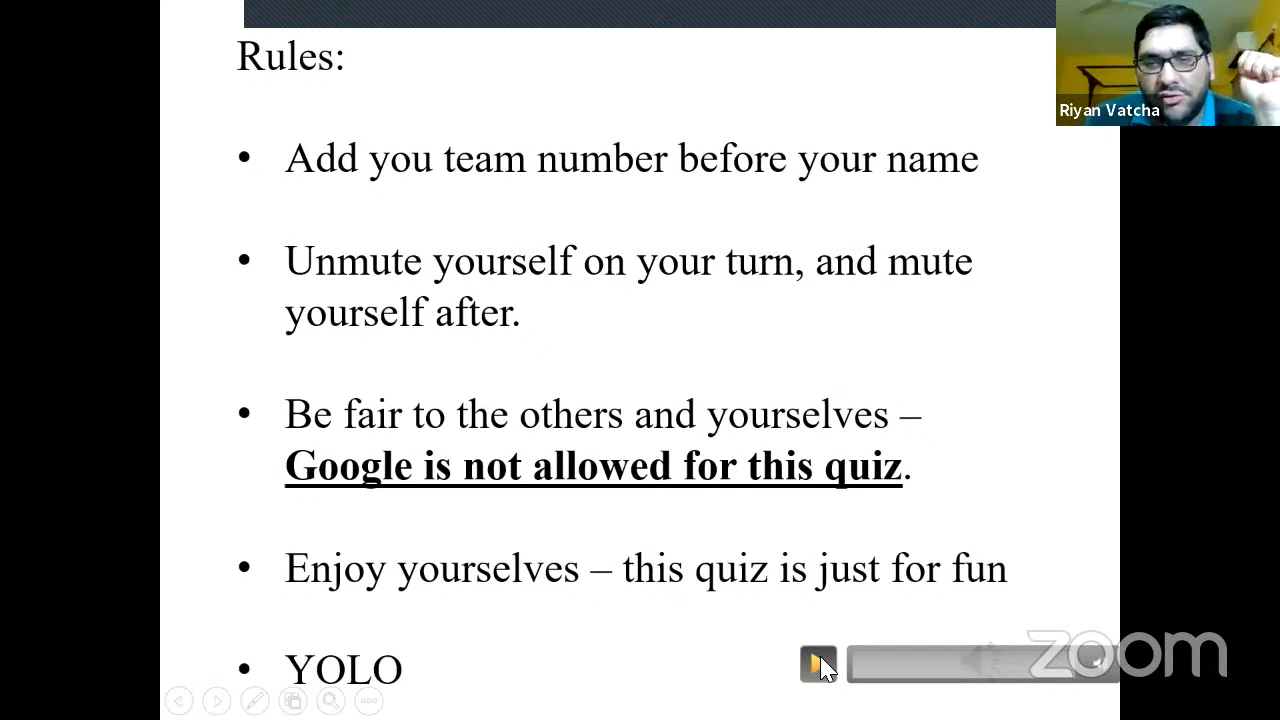 Rules:
• Add you team number before your name
• Unmute yourself on your turn, and mute
yourself after.
• Be fair to the others and yourselves –
Google is not allowed for this quiz.
• Enjoy yourselves – this quiz is just for fun
• YOLO
Riyan Vatcha
zoom